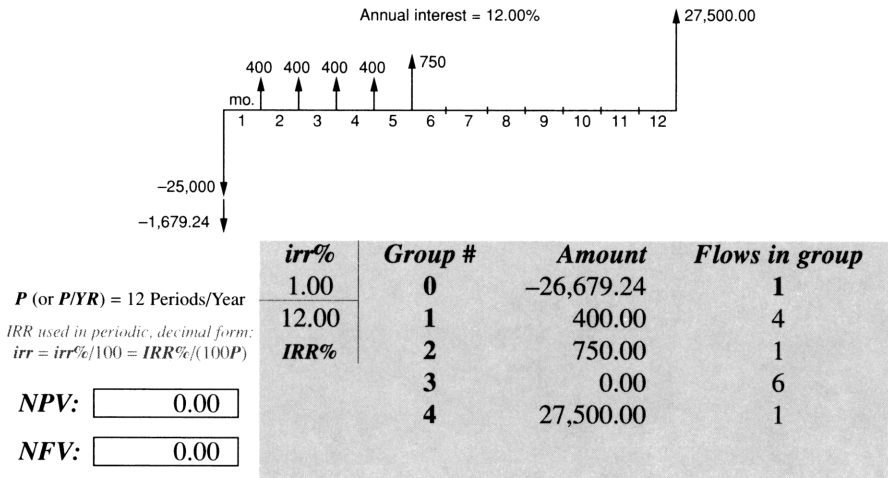 Annual interest = 12.00%
27,500.00
750
400 400 400 400
mo.
1 2 3 4 5 6 7 8 9 10 11 12
–25,000
–1,679.24
irr% Group # Amount Flows in group
1.00 0 –26,679.24 1
12.00 1 400.00 4
IRR% 2 750.00 1
3 0.00 6
4 27,500.00 1
P (or P/YR) = 12 Periods/Year
IRR used in periodic, decimal form:
irr = irr%/100 = IRR%/(100P)
NPV: 0.00
NFV: 0.00